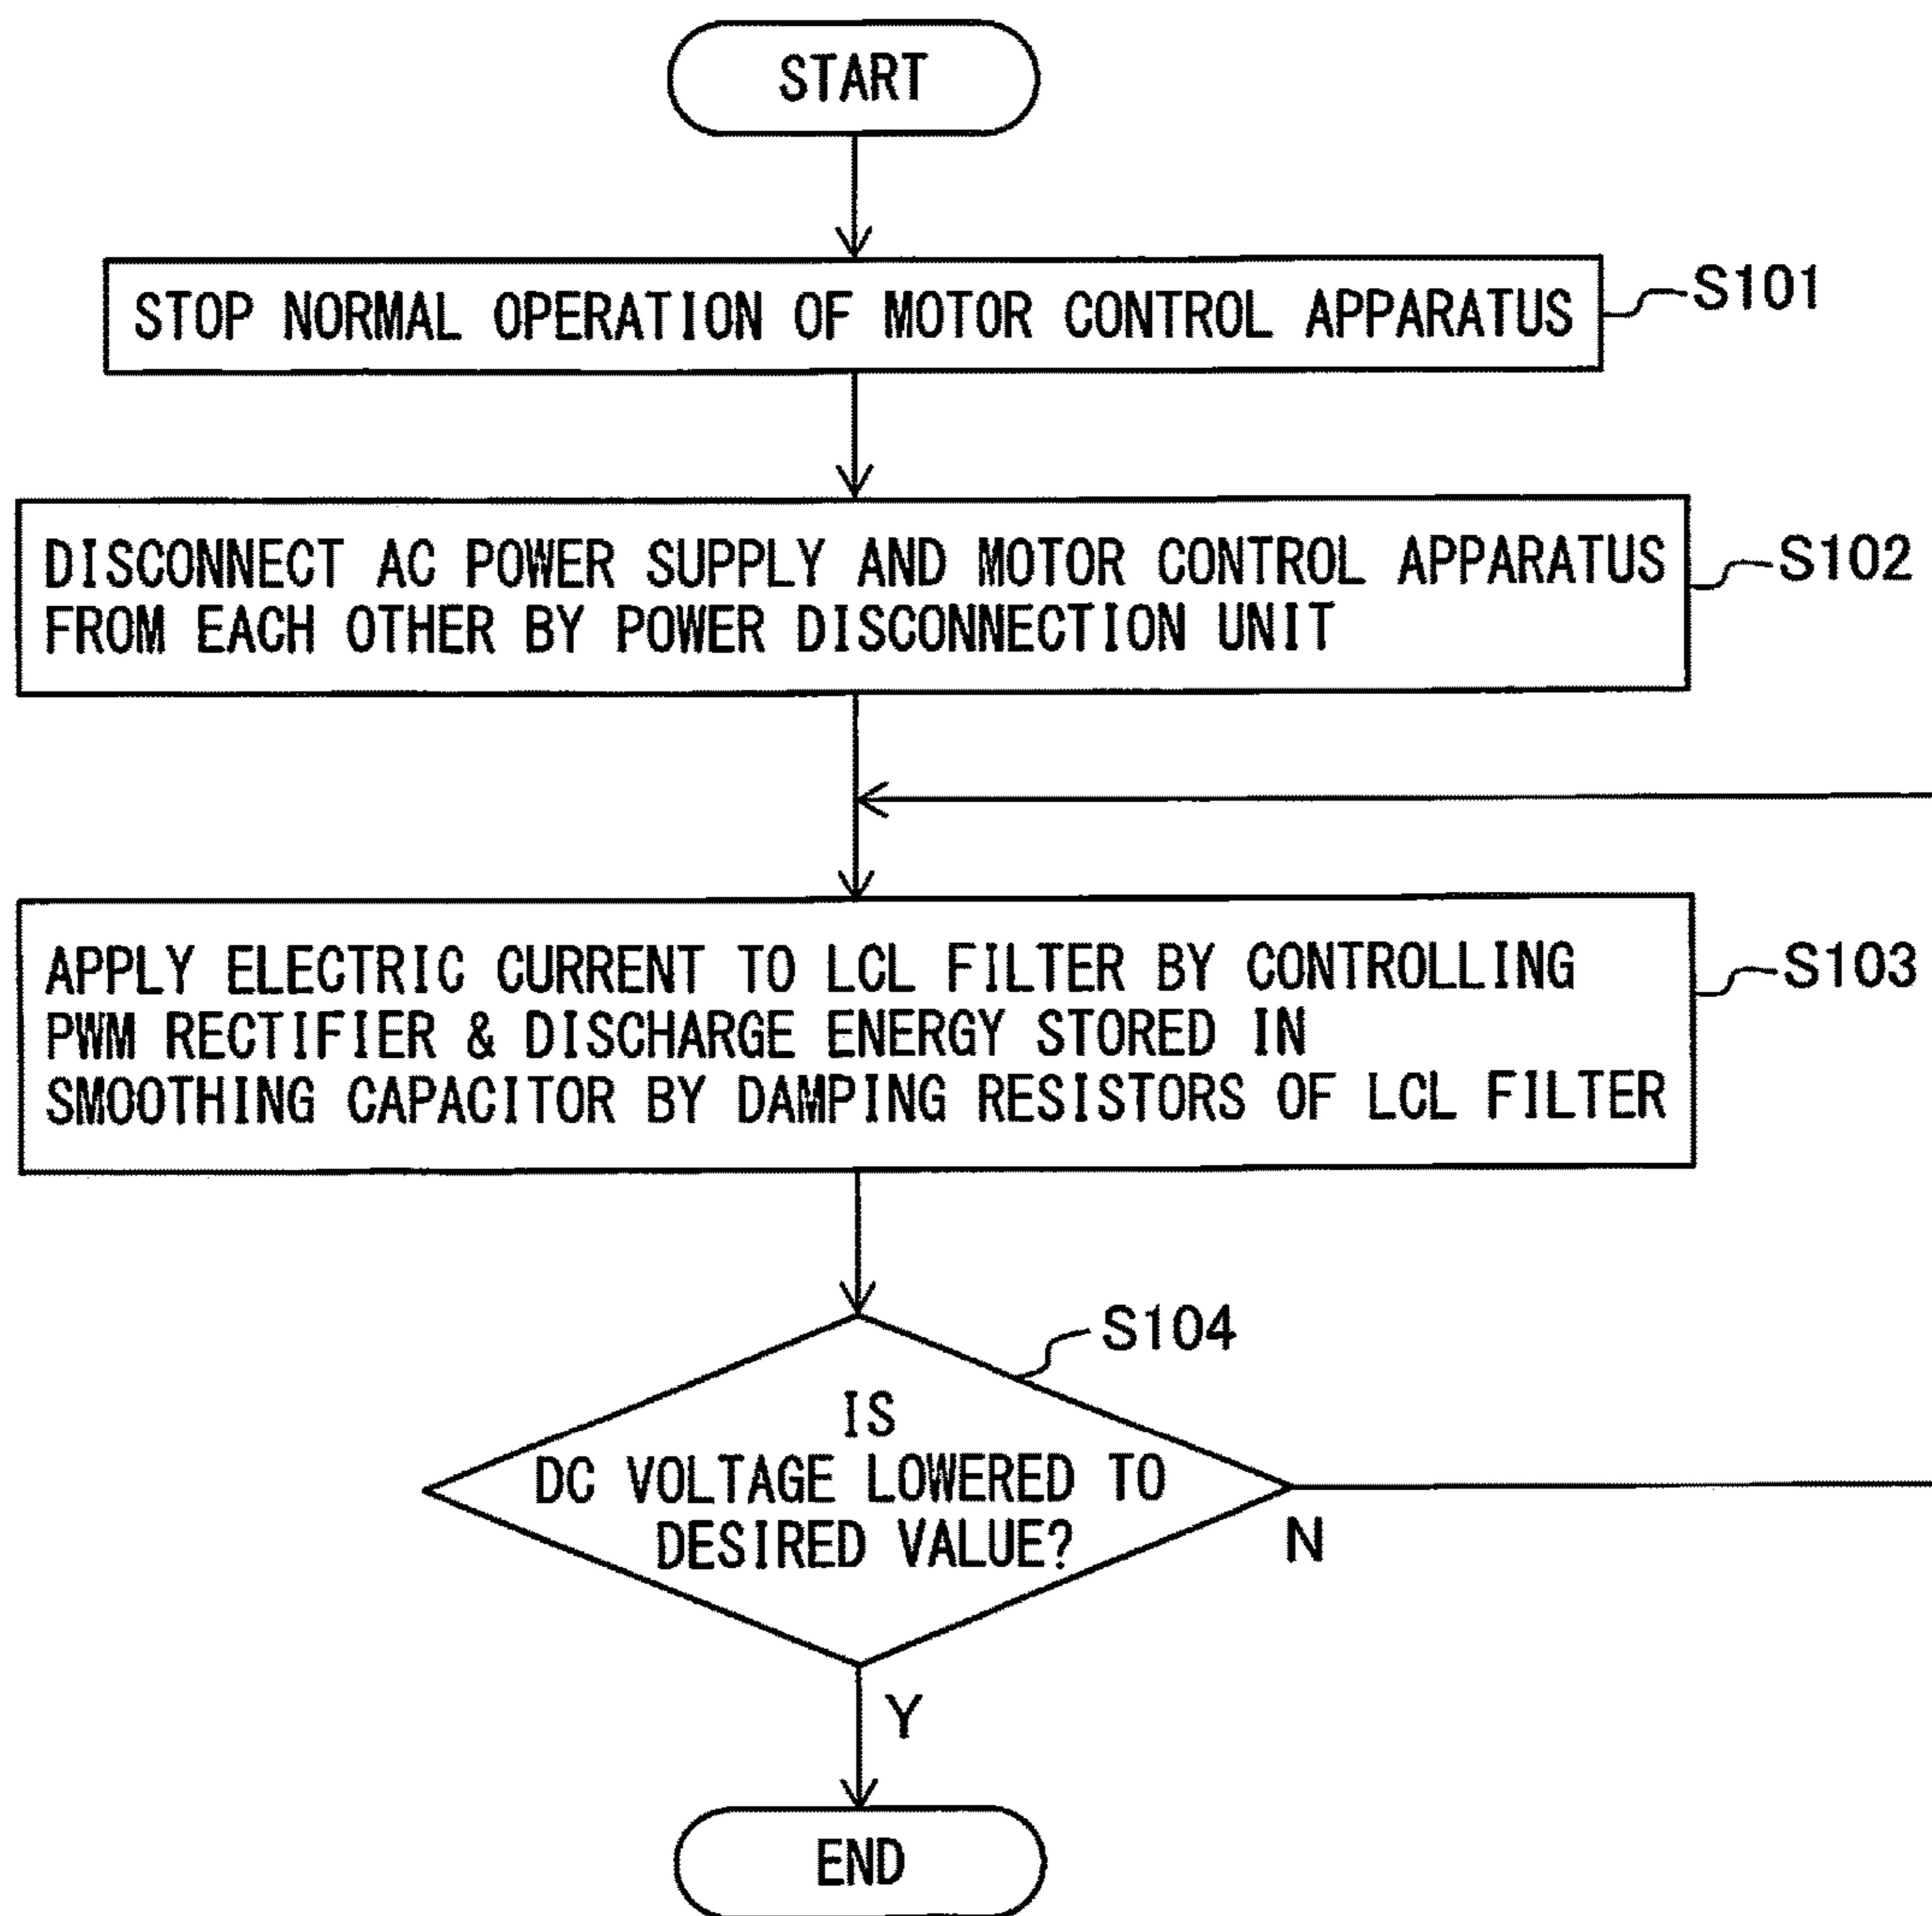 START
STOP NORMAL OPERATION OF MOTOR CONTROL APPARATUS
S101
DISCONNECT AC POWER SUPPLY AND MOTOR CONTROL APPARATUS
FROM EACH OTHER BY POWER DISCONNECTION UNIT
S102
APPLY ELECTRIC CURRENT TO LCL FILTER BY CONTROLLING
PWM RECTIFIER & DISCHARGE ENERGY STORED IN
SMOOTHING CAPACITOR BY DAMPING RESISTORS OF LCL FILTER
S103
S104
IS
DC VOLTAGE LOWERED TO
DESIRED VALUE?
N
Y
END